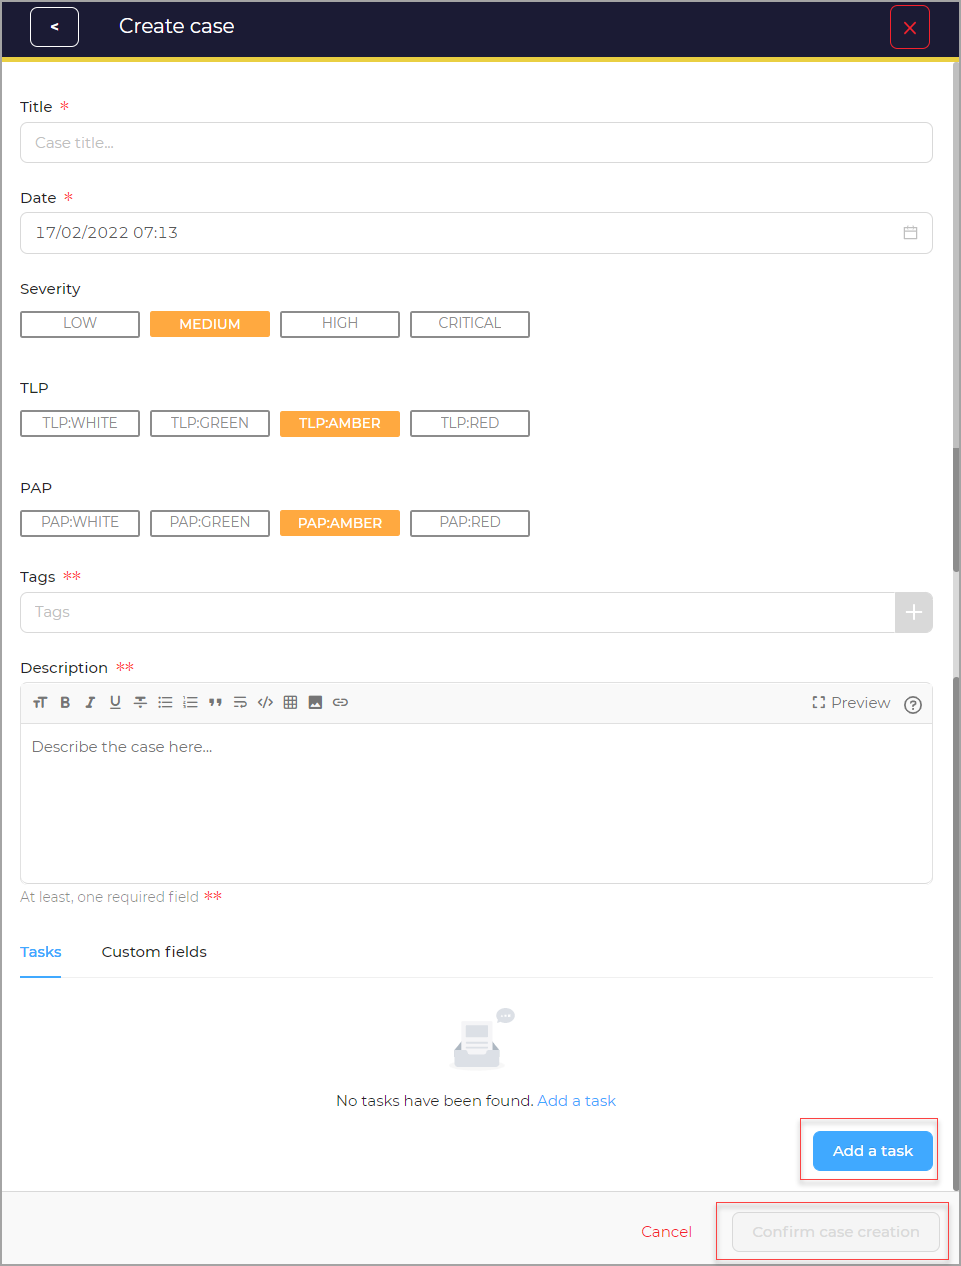 < Create case
Title *
Case title...
Date *
17/02/2022 07:13
Severity
LOW MEDIUM HIGH CRITICAL
TLP
TLP:WHITE TLP:GREEN TLP:AMBER TLP:RED
PAP
PAP:WHITE PAP:GREEN PAP:AMBER PAP:RED
Tags **
Tags
Description **
Preview
Describe the case here...
At least, one required field **
Tasks Custom fields
No tasks have been found. Add a task
Add a task
Cancel Confirm case creation